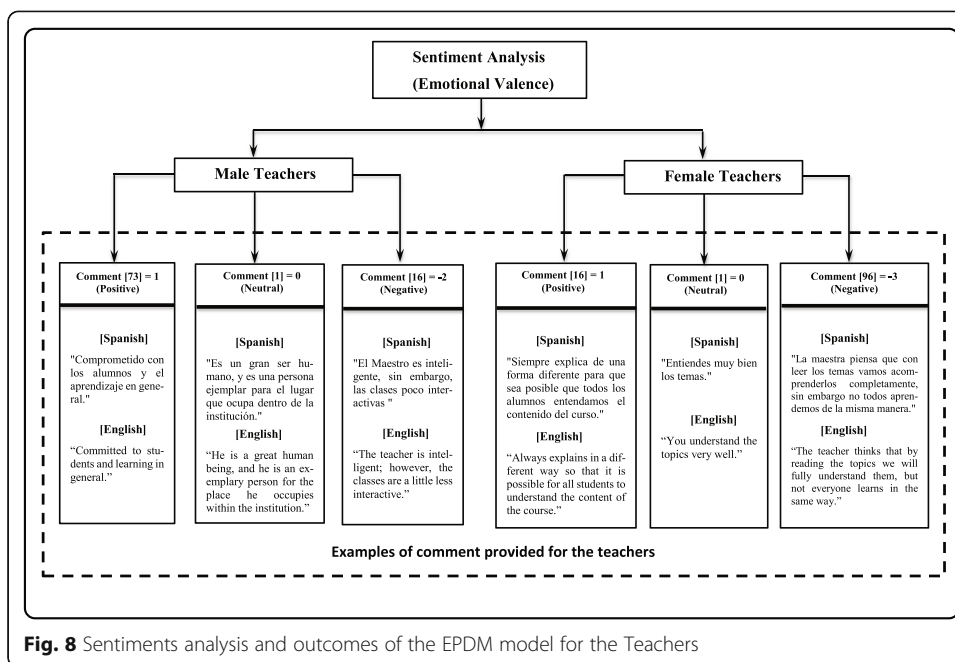 Sentiment Analysis
(Emotional Valence)
Male Teachers
Female Teachers
Comment [73] = 1
(Positive)
[Spanish]
"Comprometido con
los alumnos y el
aprendizaje en gene-
ral."
[English]
“Committed to stu-
dents and learning in
general.”
Comment [1] = 0
(Neutral)
[Spanish]
"Es un gran ser hu-
mano, y es una persona
ejemplar para el lugar
que ocupa dentro de la
institución."
[English]
“He is a great human
being, and he is an ex-
emplary person for the
place he occupies
within the institution.”
Comment [16] = -2
(Negative)
[Spanish]
"El Maestro es inteli-
gente, sin embargo,
las clases poco inter-
activas "
[English]
“The teacher is intel-
ligent; however, the
classes are a little less
interactive.”
Comment [16] = 1
(Positive)
[Spanish]
"Siempre explica de una
forma diferente para que
sea posible que todos los
alumnos entendamos el
contenido del curso."
[English]
“Always explains in a dif-
ferent way so that it is
possible for all students to
understand the content of
the course.”
Comment [1] = 0
(Neutral)
[Spanish]
"Entiendes muy bien
los temas."
[English]
“You understand the
topics very well.”
Comment [96] = -3
(Negative)
[Spanish]
"La maestra piensa que con
leer los temas vamos acom-
prenderlos completamente,
sin embargo no todos apren-
demos de la misma manera."
[English]
“The teacher thinks that by
reading the topics we will
fully understand them, but
not everyone learns in the
same way.”
Examples of comment provided for the teachers
Fig. 8 Sentiments analysis and outcomes of the EPDM model for the Teachers